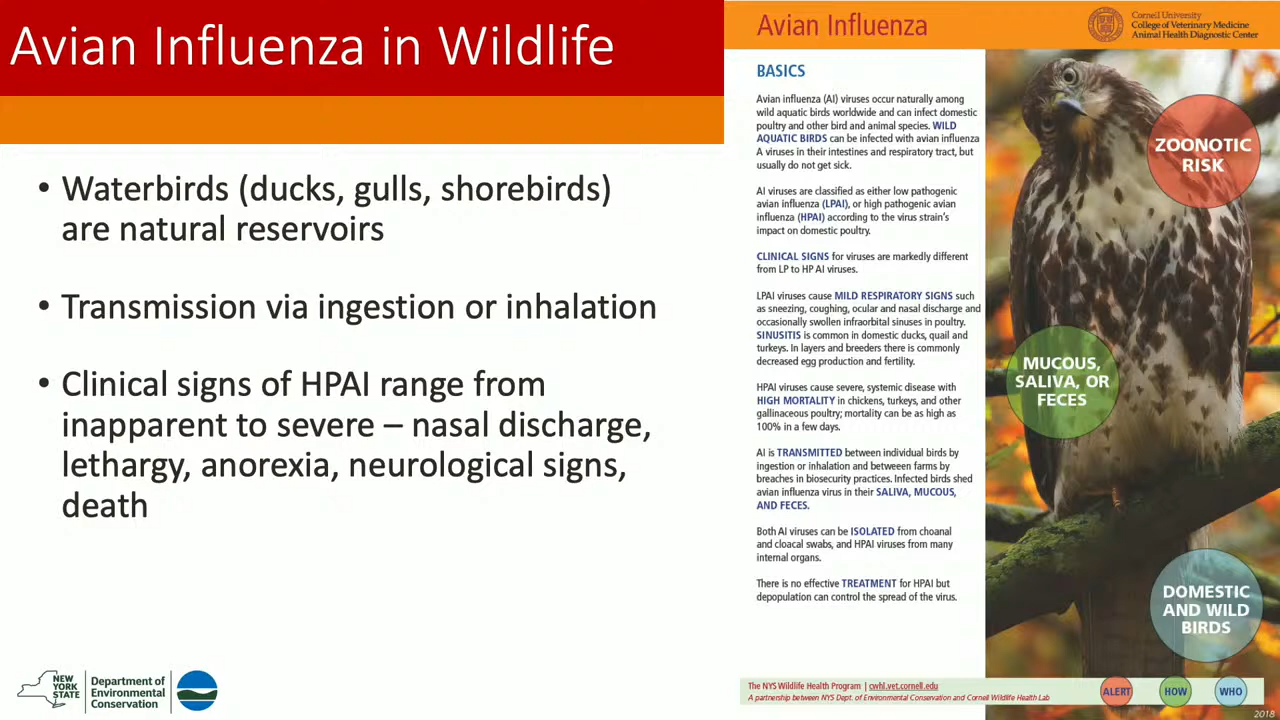 Avian Influenza in Wildlife
• Waterbirds (ducks, gulls, shorebirds)
are natural reservoirs
• Transmission via ingestion or inhalation
• Clinical signs of HPAI range from
inapparent to severe – nasal discharge,
lethargy, anorexia, neurological signs,
death
NEW
YORK
STATE
Department of
Environmental
Conservation
Avian Influenza
Cornell University
College of Veterinary Medicine
Animal Health Diagnostic Center
BASICS
Avian influenza (AI) viruses occur naturally among
wild aquatic birds worldwide and can infect domestic
poultry and other bird and animal species. WILD
AQUATIC BIRDS can be infected with avian influenza
A viruses in their intestines and respiratory tract, but
usually do not get sick.
AI viruses are classified as either low pathogenic
avian influenza (LPAI), or high pathogenic avian
influenza (HPAI) according to the virus strain's
impact on domestic poultry.
CLINICAL SIGNS for viruses are markedly different
from LP to HP AI viruses.
LPAI viruses cause MILD RESPIRATORY SIGNS such
as sneezing, coughing, ocular and nasal discharge and
occasionally swollen infraorbital sinuses in poultry.
SINUSITIS is common in domestic ducks, quail and
turkeys. In layers and breeders there is commonly
decreased egg production and fertility.
HPAI viruses cause severe, systemic disease with
HIGH MORTALITY in chickens, turkeys, and other
gallinaceous poultry; mortality can be as high as
100% in a few days.
AI is TRANSMITTED between individual birds by
ingestion or inhalation and betweeen farms by
breaches in biosecurity practices. Infected birds shed
avian influenza virus in their SALIVA, MUCOUS,
AND FECES.
Both AI viruses can be ISOLATED from choanal
and cloacal swabs, and HPAI viruses from many
internal organs.
There is no effective TREATMENT for HPAI but
depopulation can control the spread of the virus.
ZOONOTIC
RISK
MUCOUS,
SALIVA, OR
FECES
DOMESTIC
AND WILD
BIRDS
The NYS Wildlife Health Program | cwhl.vet.cornell.edu
A partnership between NYS Dept. of Environmental Conservation and Cornell Wildlife Health Lab
ALERT
HOW
WHO
2018